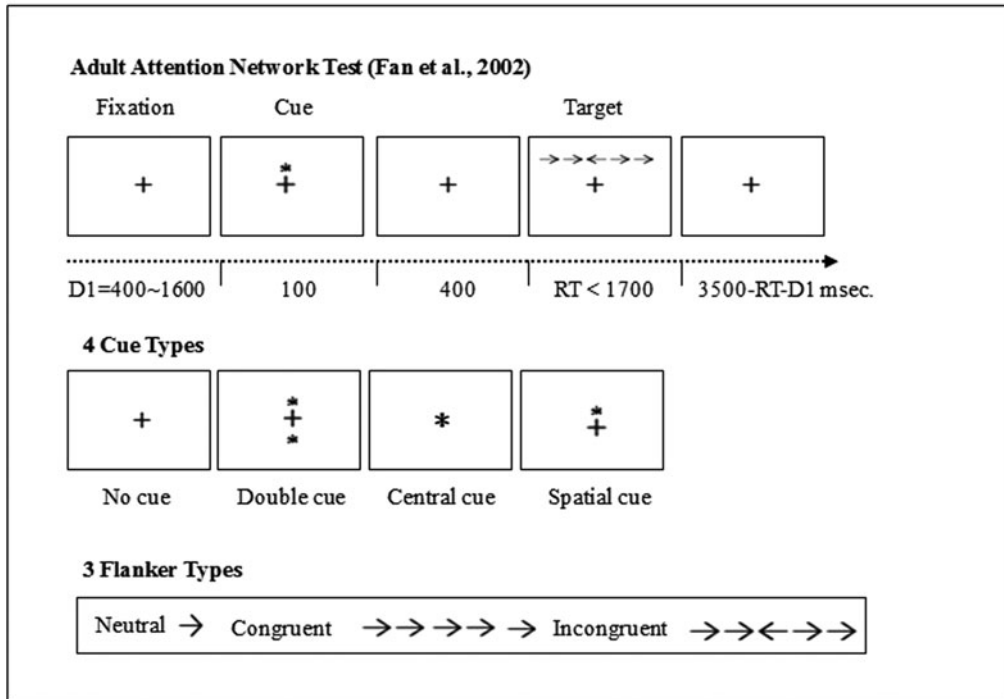 Adult Attention Network Test (Fan et al., 2002)
Fixation Cue Target
* →→←→→
+ + + + +
D1=400~1600 100 400 RT < 1700 3500-RT-D1 msec.
4 Cue Types
* *
+ + * +
*
No cue Double cue Central cue Spatial cue
3 Flanker Types
Neutral → Congruent →→→→→ Incongruent →→←→→